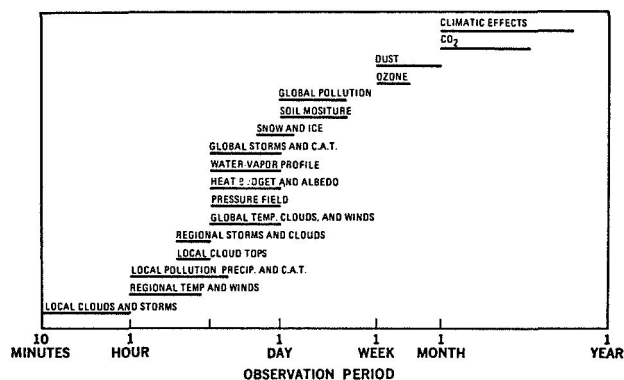 CLIMATIC EFFECTS
CO2
DUST
OZONE
GLOBAL POLLUTION
SOIL MOSITURE
SNOW AND ICE
GLOBAL STORMS AND C.A.T.
WATER-VAPOR PROFILE
HEAT AND ALBEDO
PRESSURE FIELD
GLOBAL TEMP. CLOUDS, AND WINDS
REGIONAL STORMS AND CLOUDS
LOCAL CLOUD TOPS
LOCAL POLLUTION PRECIP. AND C.A.T.
REGIONAL TEMP AND WINDS
LOCAL CLOUDS AND STORMS
10 1 1 1 1 1
MINUTES HOUR DAY WEEK MONTH YEAR
OBSERVATION PERIOD